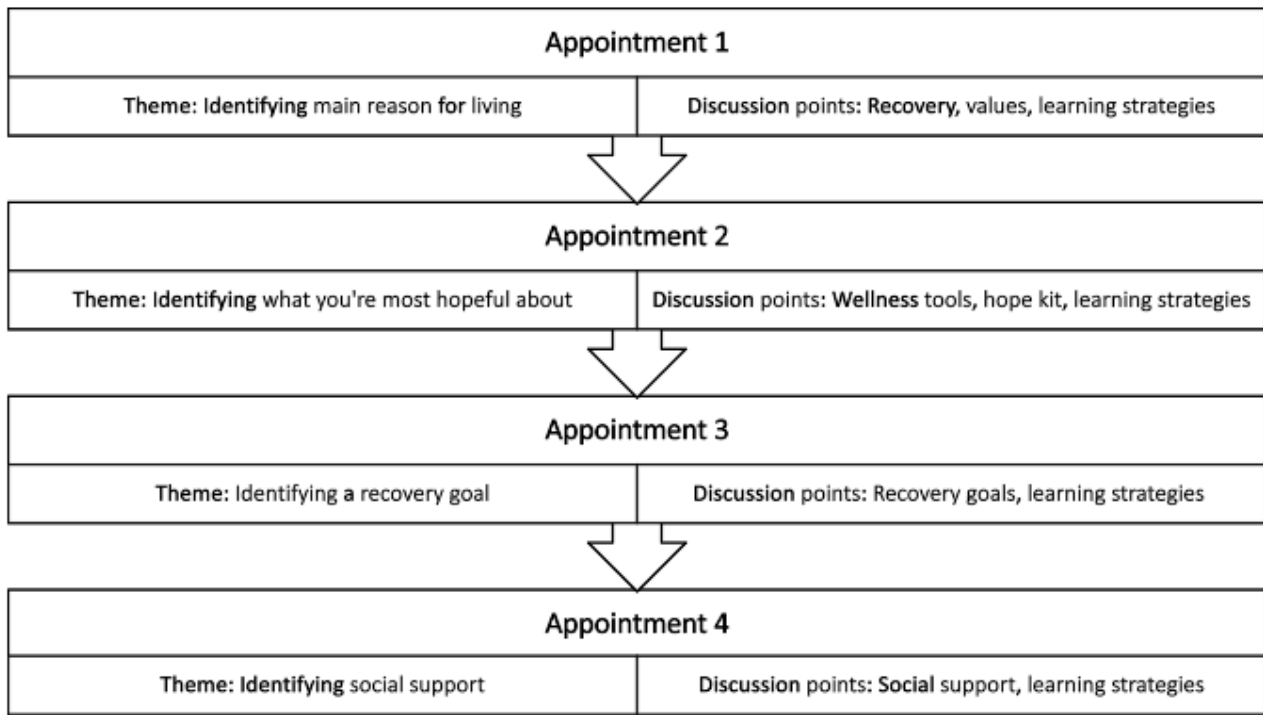 Appointment 1
Theme: Identifying main reason for living
Discussion points: Recovery, values, learning strategies
Appointment 2
Theme: Identifying what you're most hopeful about
Discussion points: Wellness tools, hope kit, learning strategies
Appointment 3
Theme: Identifying a recovery goal
Discussion points: Recovery goals, learning strategies
Appointment 4
Theme: Identifying social support
Discussion points: Social support, learning strategies